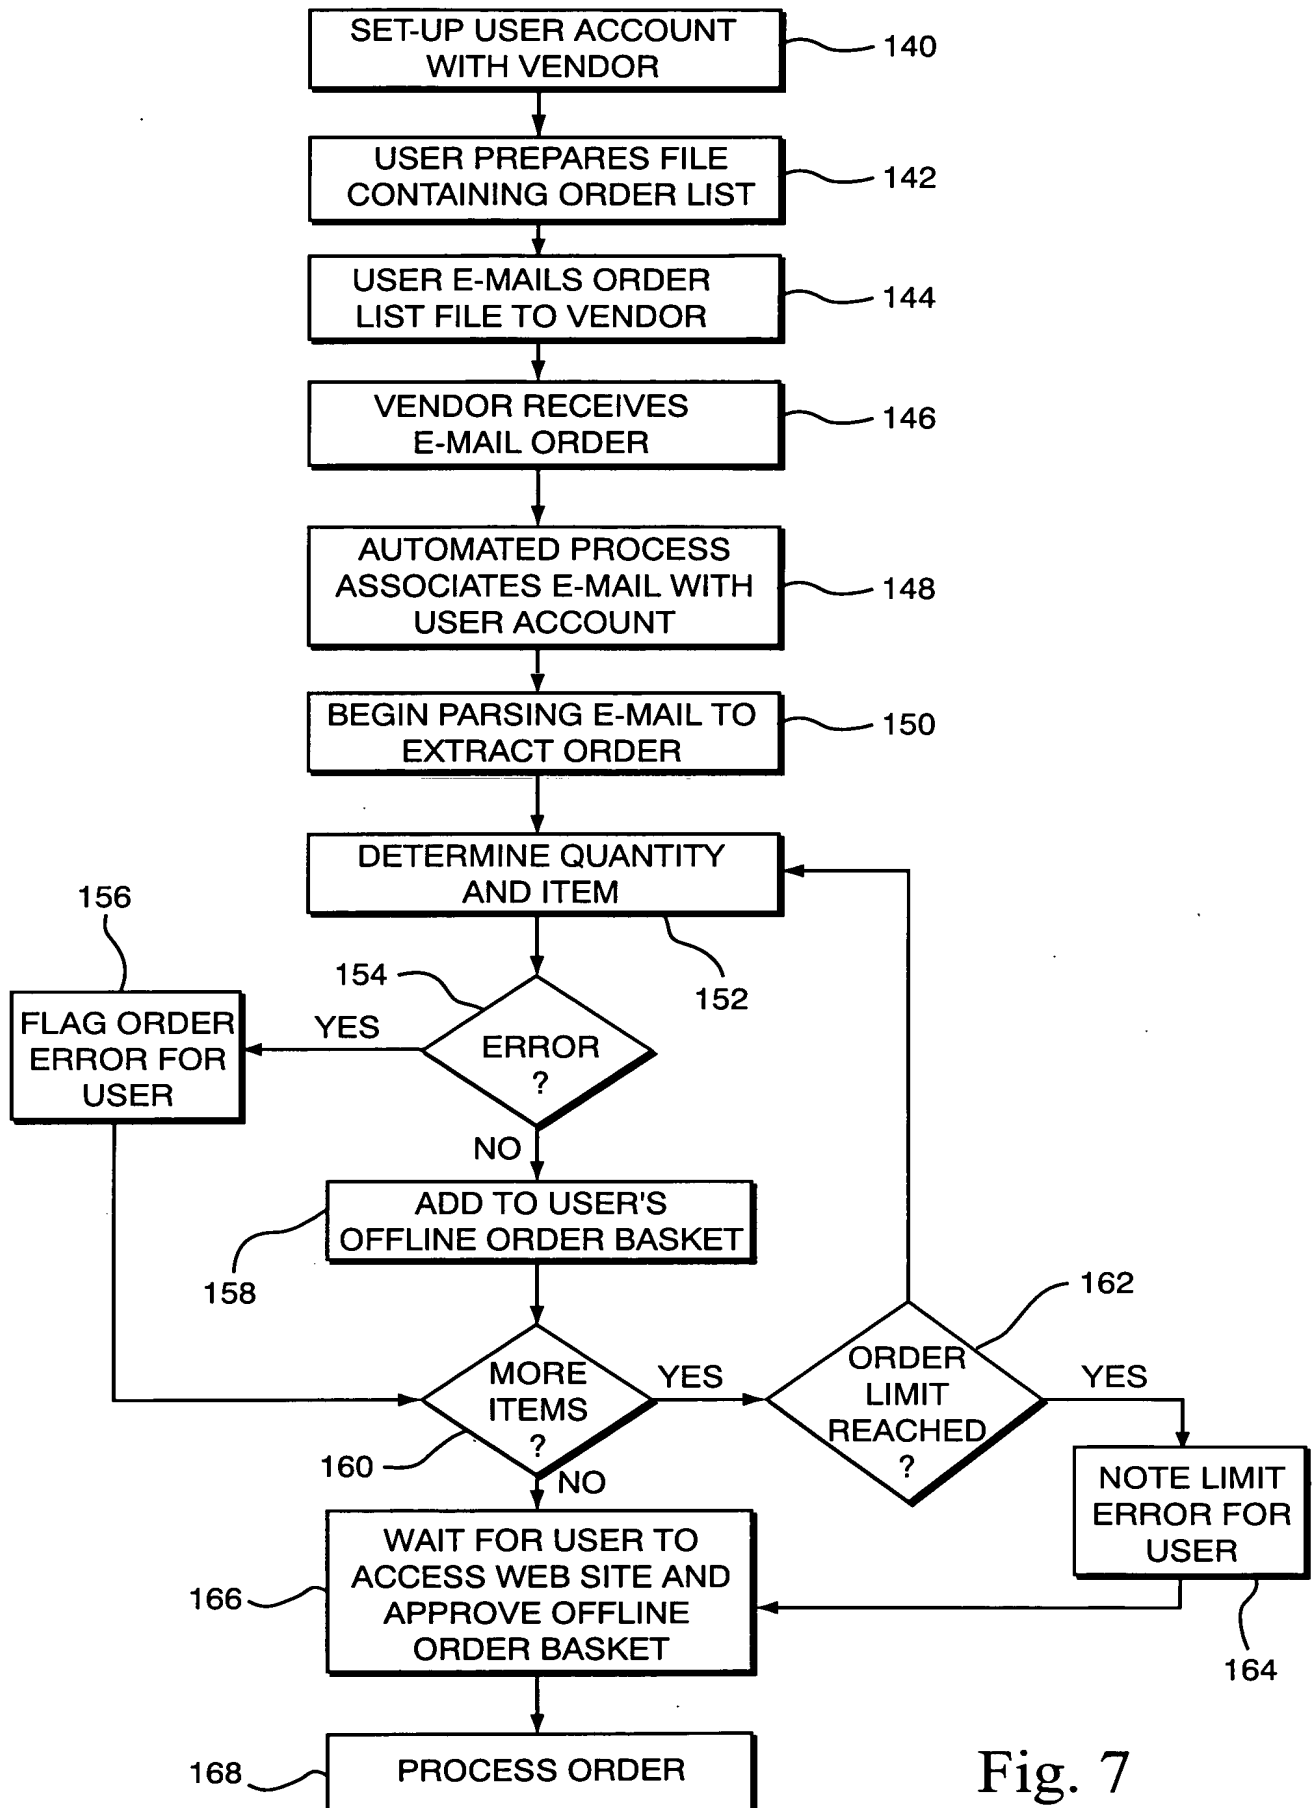 SET-UP USER ACCOUNT
WITH VENDOR
140
USER PREPARES FILE
CONTAINING ORDER LIST
142
USER E-MAILS ORDER
LIST FILE TO VENDOR
144
VENDOR RECEIVES
E-MAIL ORDER
146
AUTOMATED PROCESS
ASSOCIATES E-MAIL WITH
USER ACCOUNT
148
BEGIN PARSING E-MAIL TO
EXTRACT ORDER
150
DETERMINE QUANTITY
AND ITEM
152
154
ERROR
?
YES
156
FLAG ORDER
ERROR FOR
USER
NO
ADD TO USER'S
OFFLINE ORDER BASKET
158
MORE
ITEMS
?
160
YES
162
ORDER
LIMIT
REACHED
?
YES
NOTE LIMIT
ERROR FOR
USER
164
NO
WAIT FOR USER TO
ACCESS WEB SITE AND
APPROVE OFFLINE
ORDER BASKET
166
PROCESS ORDER
168
Fig. 7